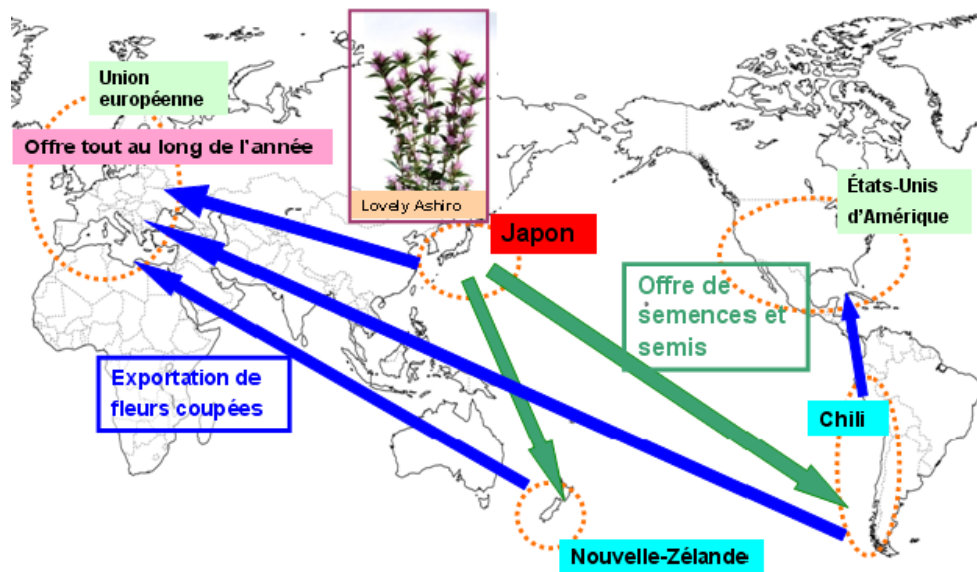 Union
européenne
Offre tout au long de l'année
Lovely Ashiro
Japon
États-Unis
d'Amérique
Offre de
semences et
semis
Exportation de
fleurs coupées
Chili
Nouvelle-Zélande